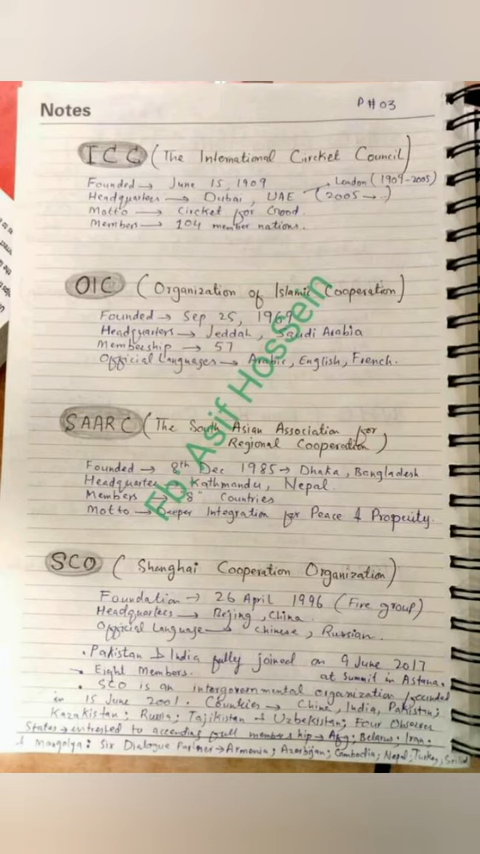 Notes
P#03
ICC (The International Circket Council)
Founded → June 15, 1909
Headquarters → Dubai, UAE → London (1909-2005)
(2005 →)
Motto → Circket for Good.
Members → 104 member nations.
OIC (Organization of Islamic Cooperation)
Founded → Sep 25, 1969
Headquarters → Jeddah, Saudi Arabia
Membership → 57
Official Languages → Arabic, English, French.
SAARC (The South Asian Association for
Regional Cooperation)
Founded → 8th Dec 1985 → Dhaka, Bangladesh
Headquarter → Kathmandu, Nepal
Members → 8 Countries
Motto → Deeper Integration for Peace & Properity.
SCO (Shanghai Cooperation Organization)
Foundation → 26 April 1996 (Five group)
Headquarters → Beijing, China.
Official Language → Chinese, Russian.
• Pakistan & India fully joined on 9 June 2017
at Summit in Astana.
→ Eight Members.
• SCO is an intergovernmental organization founded
in 15 June 2001. Countries → China, India, Pakistan;
Kazakistan; Russia; Tajikistan & Uzbekistan; Four Observer
States → intrested to acceeding full membership → Afg; Belarus. Iran.
& Mangolya: Six Dialogue Partner → Armenia; Azerbijan; Cambodia; Nepal; Turkey,
Fb: Asif Hossein